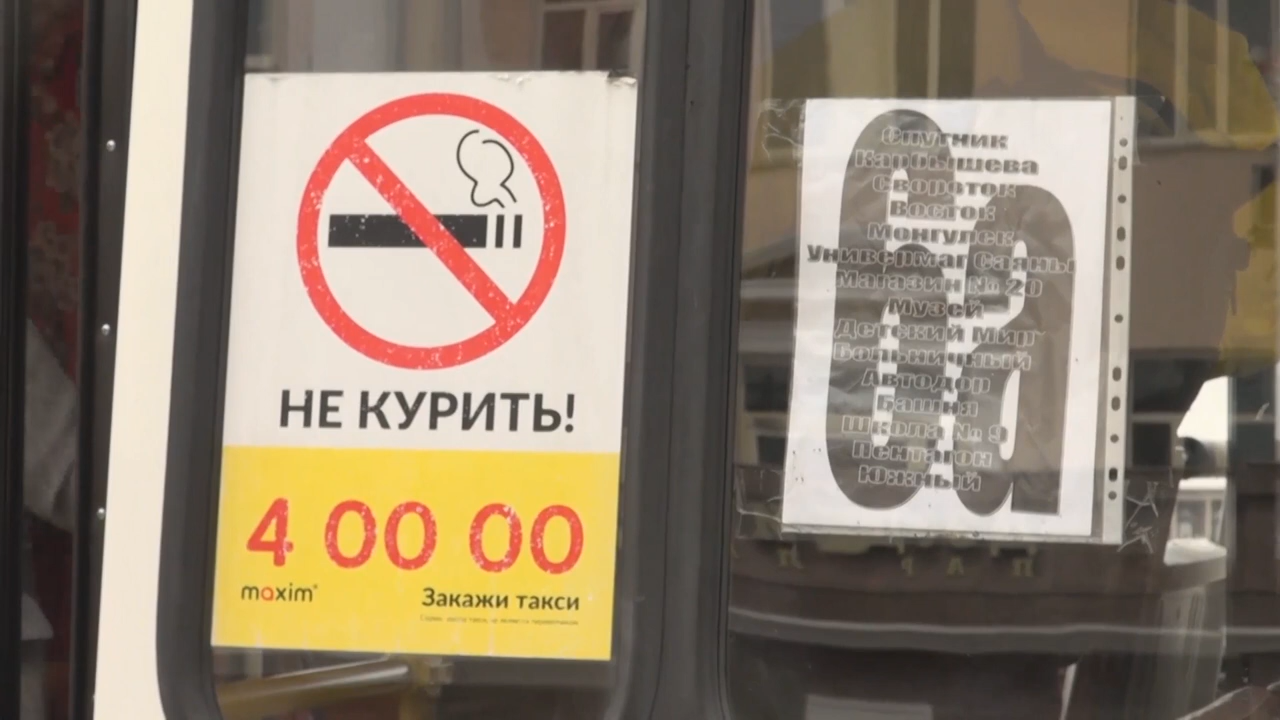 НЕ КУРИТЬ!
4 00 00
maxim
Закажи такси
6а
Спутник
Карбышева
Свороток
Восток
Монгулек
Универмаг Саяны
Магазин № 20
Музей
Детский Мир
Больничный
Автодор
Башня
Школа № 9
Пентагон
Южный